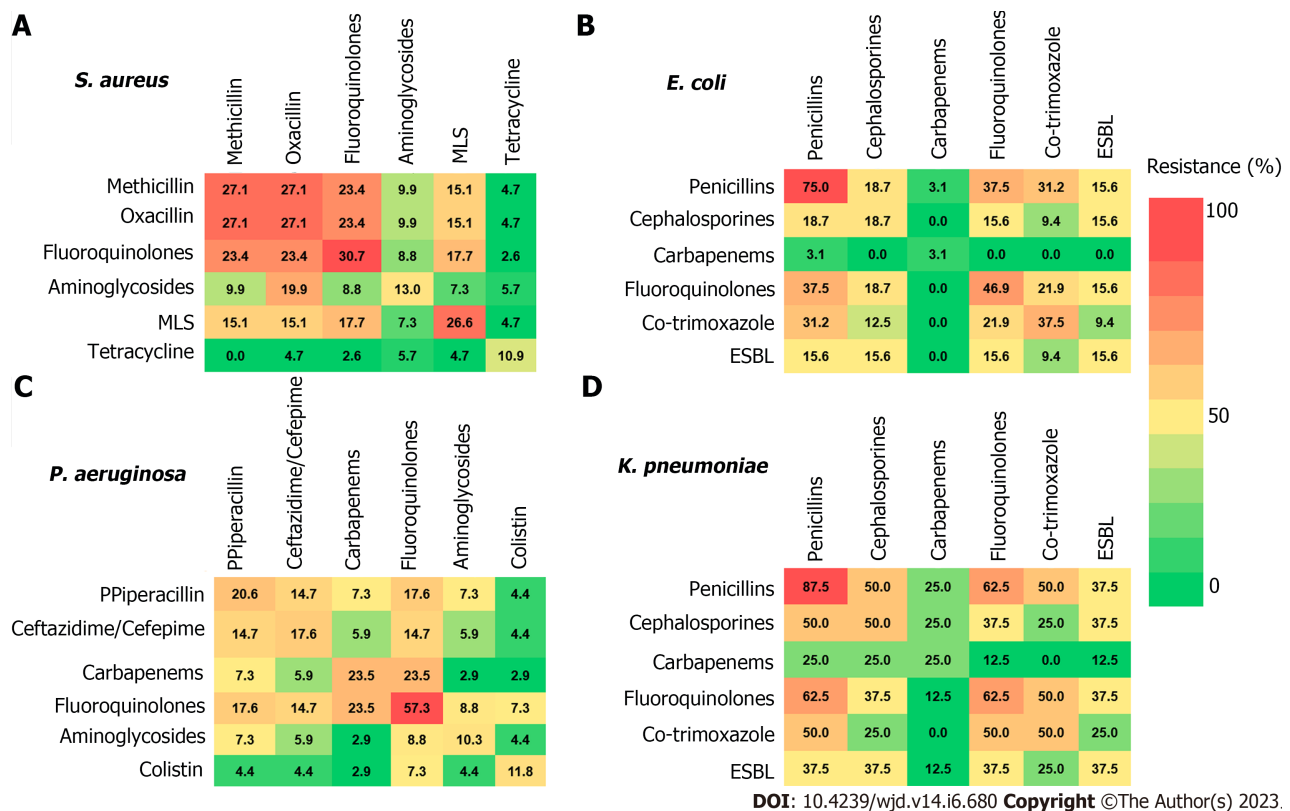 A
S. aureus
Methicillin Oxacillin Fluoroquinolones Aminoglycosides MLS Tetracycline
Methicillin 27.1 27.1 23.4 9.9 15.1 4.7
Oxacillin 27.1 27.1 23.4 9.9 15.1 4.7
Fluoroquinolones 23.4 23.4 30.7 8.8 17.7 2.6
Aminoglycosides 9.9 19.9 8.8 13.0 7.3 5.7
MLS 15.1 15.1 17.7 7.3 26.6 4.7
Tetracycline 0.0 4.7 2.6 5.7 4.7 10.9
B
E. coli
Penicillins Cephalosporines Carbapenems Fluoroquinolones Co-trimoxazole ESBL
Penicillins 75.0 18.7 3.1 37.5 31.2 15.6
Cephalosporines 18.7 18.7 0.0 15.6 9.4 15.6
Carbapenems 3.1 0.0 3.1 0.0 0.0 0.0
Fluoroquinolones 37.5 18.7 0.0 46.9 21.9 15.6
Co-trimoxazole 31.2 12.5 0.0 21.9 37.5 9.4
ESBL 15.6 15.6 0.0 15.6 9.4 15.6
Resistance (%)
100
50
0
C
P. aeruginosa
PPiperacillin Ceftazidime/Cefepime Carbapenems Fluoroquinolones Aminoglycosides Colistin
PPiperacillin 20.6 14.7 7.3 17.6 7.3 4.4
Ceftazidime/Cefepime 14.7 17.6 5.9 14.7 5.9 4.4
Carbapenems 7.3 5.9 23.5 23.5 2.9 2.9
Fluoroquinolones 17.6 14.7 23.5 57.3 8.8 7.3
Aminoglycosides 7.3 5.9 2.9 8.8 10.3 4.4
Colistin 4.4 4.4 2.9 7.3 4.4 11.8
D
K. pneumoniae
Penicillins Cephalosporines Carbapenems Fluoroquinolones Co-trimoxazole ESBL
Penicillins 87.5 50.0 25.0 62.5 50.0 37.5
Cephalosporines 50.0 50.0 25.0 37.5 25.0 37.5
Carbapenems 25.0 25.0 25.0 12.5 0.0 12.5
Fluoroquinolones 62.5 37.5 12.5 62.5 50.0 37.5
Co-trimoxazole 50.0 25.0 0.0 50.0 50.0 25.0
ESBL 37.5 37.5 12.5 37.5 25.0 37.5
DOI: 10.4239/wjd.v14.i6.680 Copyright ©The Author(s) 2023.